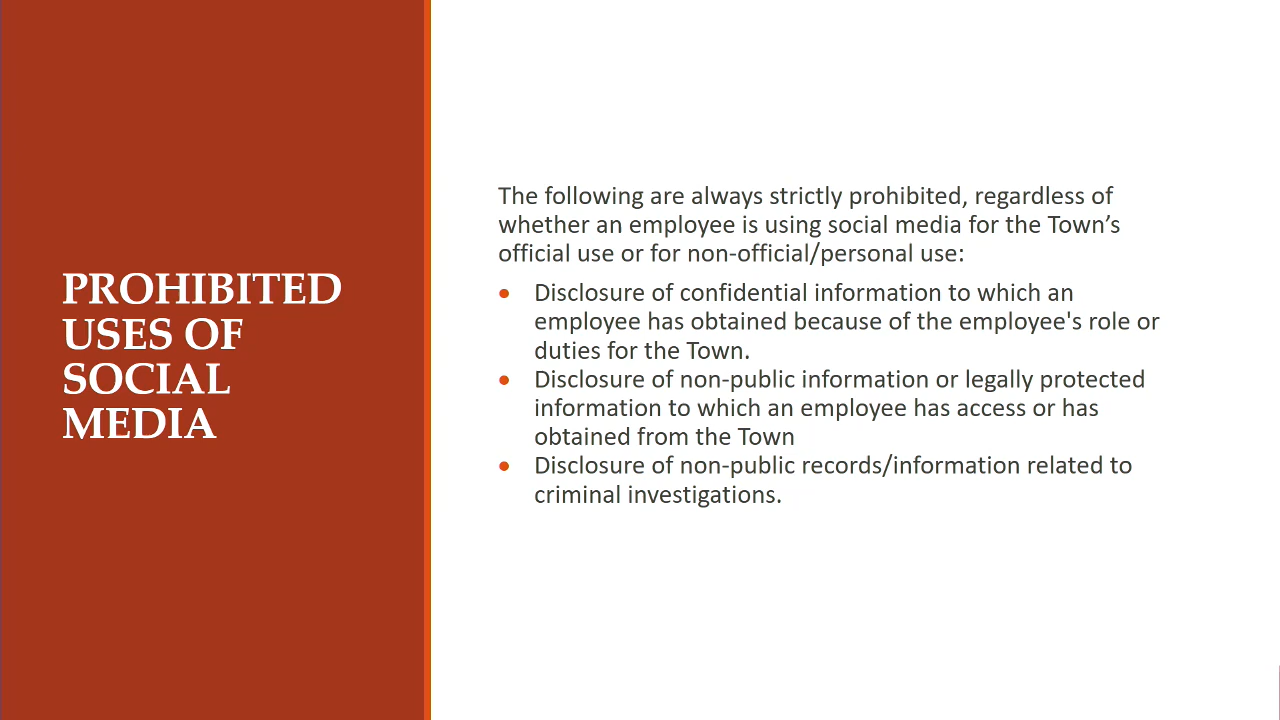 PROHIBITED
USES OF
SOCIAL
MEDIA
The following are always strictly prohibited, regardless of
whether an employee is using social media for the Town’s
official use or for non-official/personal use:
• Disclosure of confidential information to which an
employee has obtained because of the employee's role or
duties for the Town.
• Disclosure of non-public information or legally protected
information to which an employee has access or has
obtained from the Town
• Disclosure of non-public records/information related to
criminal investigations.